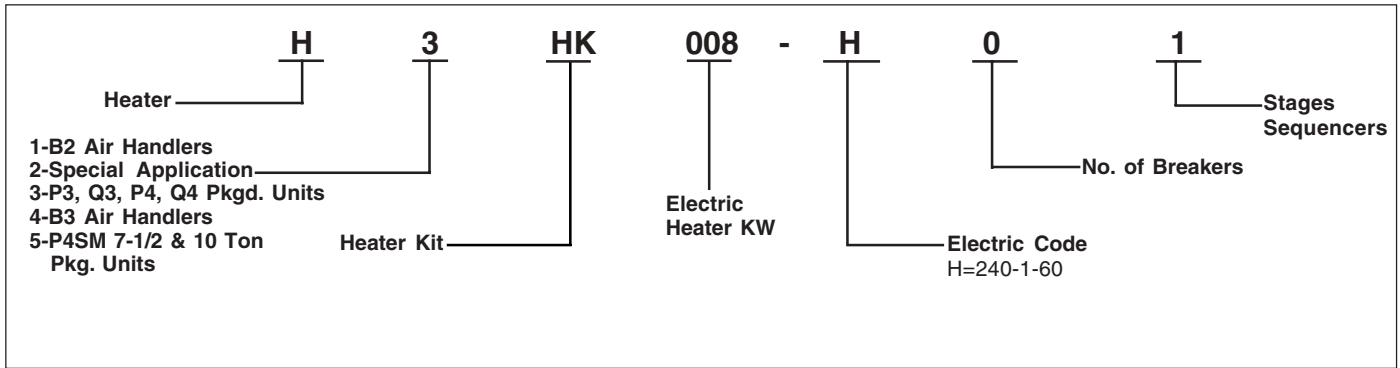 H 3 HK 008 - H 0 1
Heater
1-B2 Air Handlers
2-Special Application
3-P3, Q3, P4, Q4 Pkgd. Units
4-B3 Air Handlers
5-P4SM 7-1/2 & 10 Ton
Pkg. Units
Heater Kit
Electric
Heater KW
Electric Code
H=240-1-60
No. of Breakers
Stages
Sequencers